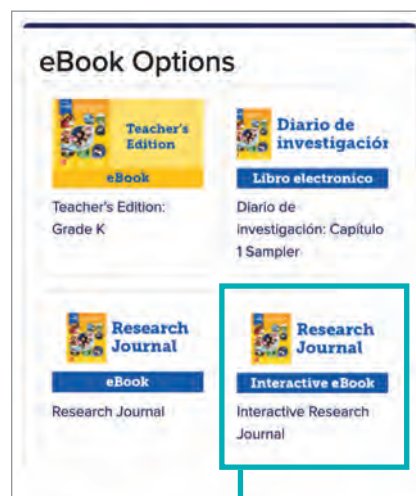 eBook Options
Teacher's
Edition
eBook
Teacher's Edition:
Grade K
Diario de
investigación
Libro electronico
Diario de
investigación: Capítulo
1 Sampler
Research
Journal
eBook
Research Journal
Research
Journal
Interactive eBook
Interactive Research
Journal